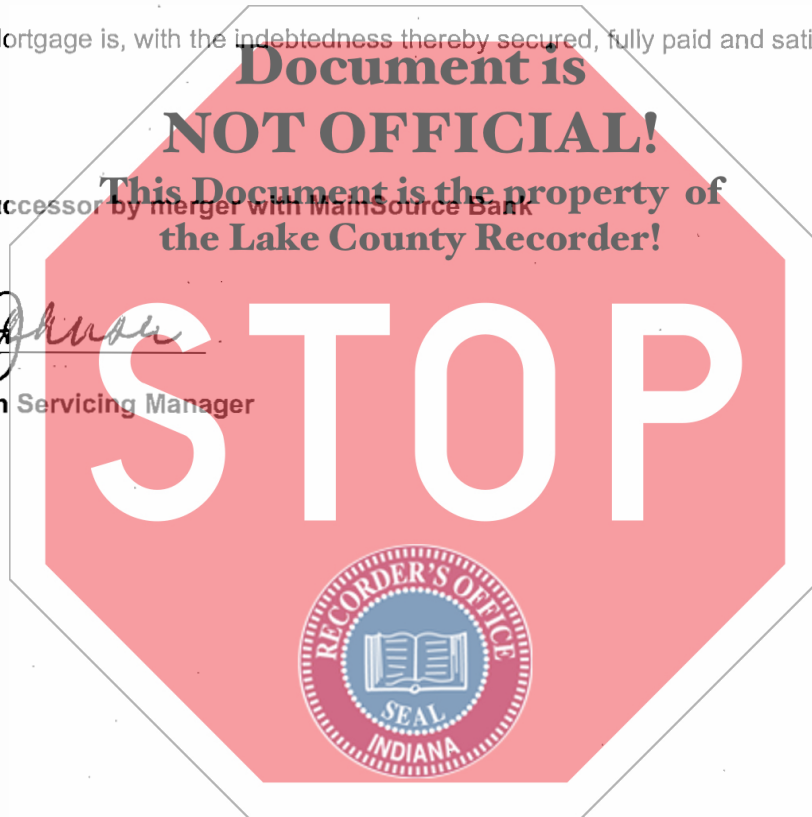 ortgage is, with the indebtedness thereby secured, fully paid and sati
Document is
NOT OFFICIAL!
This Document is the property of
ccessor by merger with MainSource Bank
the Lake County Recorder!
n Servicing Manager
STOP
RECORDER'S OFFICE
SEAL
INDIANA